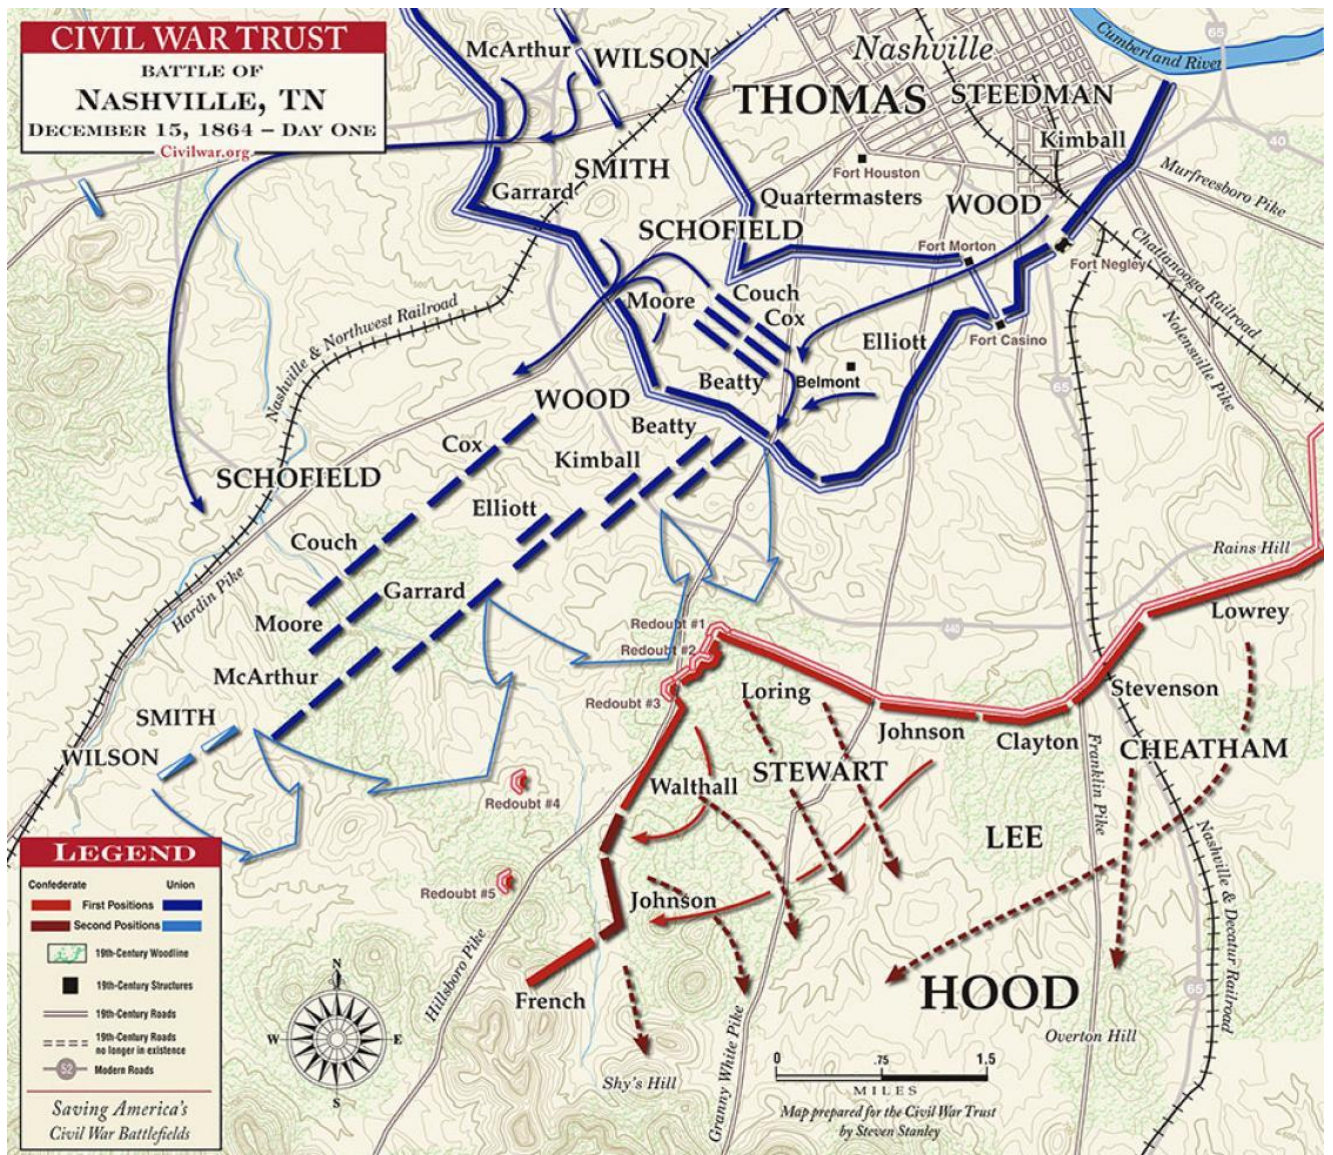 CIVIL WAR TRUST
BATTLE OF
NASHVILLE, TN
DECEMBER 15, 1864 – DAY ONE
Civilwar.org
McArthur
WILSON
Nashville
THOMAS
STEEDMAN
Kimball
Cumberland River
65
40
SMITH
Garrard
Fort Houston
Quartermasters
WOOD
Murfreesboro Pike
SCHOFIELD
Fort Morton
Fort Negley
Chattanooga Railroad
Moore
Couch
Cox
Elliott
Fort Casino
Nolensville Pike
Nashville & Northwest Railroad
Beatty
Belmont
65
WOOD
Beatty
Cox
Kimball
SCHOFIELD
Elliott
Couch
Hardin Pike
Garrard
Moore
McArthur
SMITH
WILSON
Rains Hill
Lowrey
440
Redoubt #1
Redoubt #2
Redoubt #3
Loring
Stevenson
Johnson
Clayton
CHEATHAM
Franklin Pike
Walthall
STEWART
Redoubt #4
LEE
Nashville & Decatur Railroad
Redoubt #5
Johnson
Hillsboro Pike
French
HOOD
65
Overton Hill
Granny White Pike
Shy's Hill
0 .75 1.5
MILES
Map prepared for the Civil War Trust
by Steven Stanley
N
W E
S
LEGEND
Confederate Union
First Positions
Second Positions
19th-Century Woodline
19th-Century Structures
19th-Century Roads
19th-Century Roads
no longer in existence
52 Modern Roads
Saving America's
Civil War Battlefields